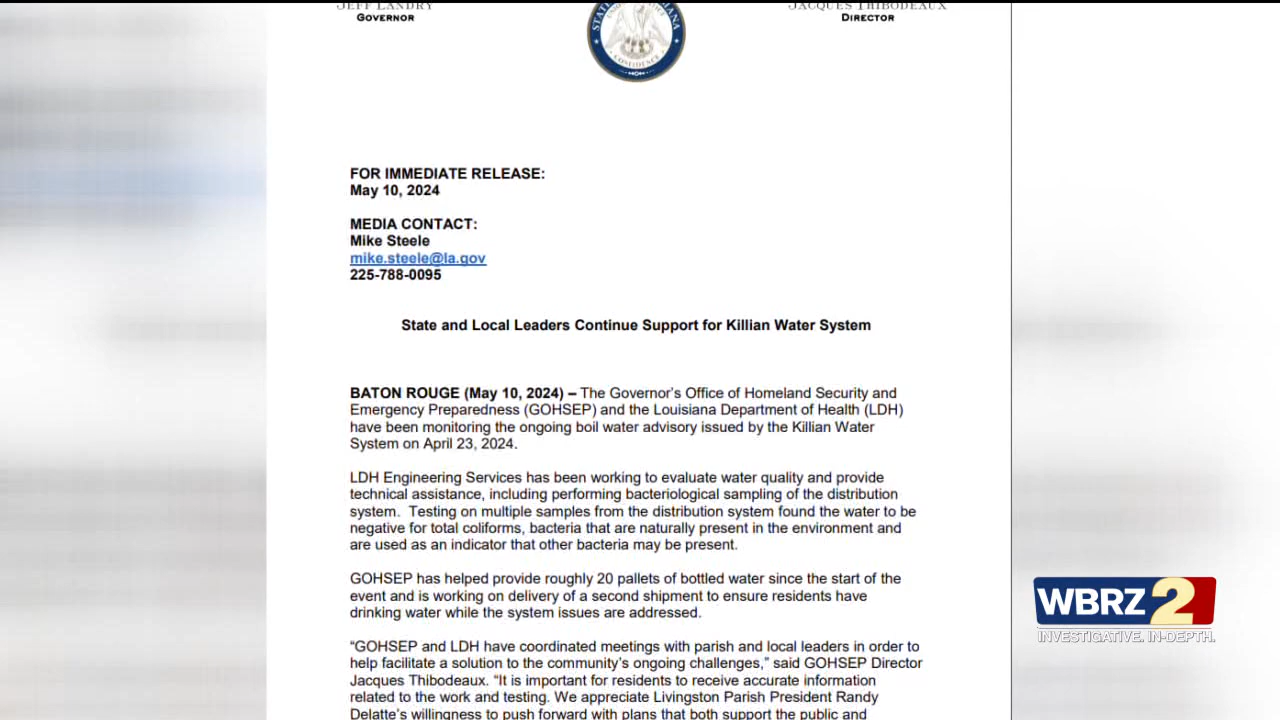 JEFF LANDRY
GOVERNOR
JACQUES THIBODEAUX
DIRECTOR
STATE
CONFIDENCE
FOR IMMEDIATE RELEASE:
May 10, 2024
MEDIA CONTACT:
Mike Steele
mike.steele@la.gov
225-788-0095
State and Local Leaders Continue Support for Killian Water System
BATON ROUGE (May 10, 2024) – The Governor's Office of Homeland Security and
Emergency Preparedness (GOHSEP) and the Louisiana Department of Health (LDH)
have been monitoring the ongoing boil water advisory issued by the Killian Water
System on April 23, 2024.
LDH Engineering Services has been working to evaluate water quality and provide
technical assistance, including performing bacteriological sampling of the distribution
system.  Testing on multiple samples from the distribution system found the water to be
negative for total coliforms, bacteria that are naturally present in the environment and
are used as an indicator that other bacteria may be present.
GOHSEP has helped provide roughly 20 pallets of bottled water since the start of the
event and is working on delivery of a second shipment to ensure residents have
drinking water while the system issues are addressed.
“GOHSEP and LDH have coordinated meetings with parish and local leaders in order to
help facilitate a solution to the community's ongoing challenges,” said GOHSEP Director
Jacques Thibodeaux. “It is important for residents to receive accurate information
related to the work and testing. We appreciate Livingston Parish President Randy
Delatte's willingness to push forward with plans that both support the public and
WBRZ 2
INVESTIGATIVE. IN-DEPTH.